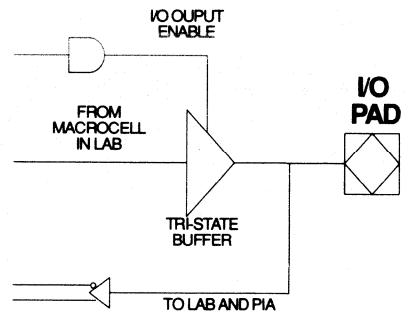 I/O OUPUT
ENABLE
I/O
PAD
FROM
MACROCELL
IN LAB
TRI-STATE
BUFFER
TO LAB AND PIA